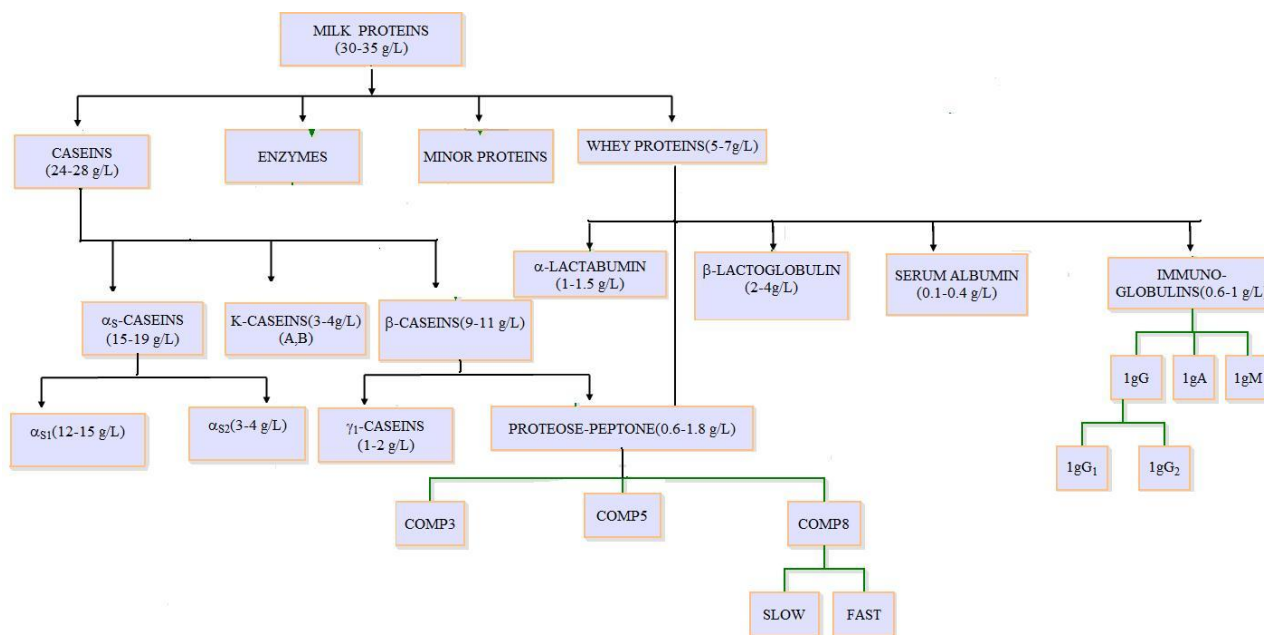 MILK PROTEINS
(30-35 g/L)
CASEINS
(24-28 g/L)
ENZYMES
MINOR PROTEINS
WHEY PROTEINS(5-7g/L)
α-LACTABUMIN
(1-1.5 g/L)
β-LACTOGLOBULIN
(2-4g/L)
SERUM ALBUMIN
(0.1-0.4 g/L)
IMMUNO-
GLOBULINS(0.6-1 g/L)
αS-CASEINS
(15-19 g/L)
K-CASEINS(3-4g/L)
(A,B)
β-CASEINS(9-11 g/L)
1gG
1gA
1gM
αS1(12-15 g/L)
αS2(3-4 g/L)
γ1-CASEINS
(1-2 g/L)
PROTEOSE-PEPTONE(0.6-1.8 g/L)
1gG1
1gG2
COMP3
COMP5
COMP8
SLOW
FAST